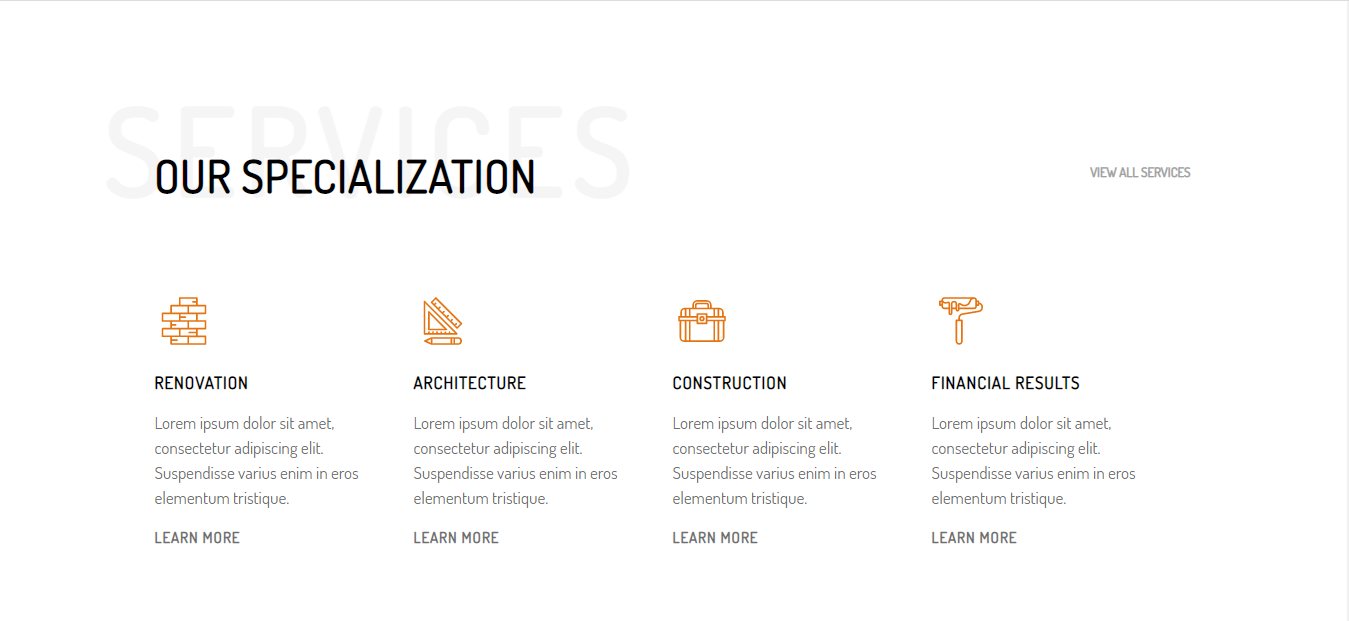 SERVICES
OUR SPECIALIZATION
VIEW ALL SERVICES
RENOVATION
Lorem ipsum dolor sit amet,
consectetur adipiscing elit.
Suspendisse varius enim in eros
elementum tristique.
LEARN MORE
ARCHITECTURE
Lorem ipsum dolor sit amet,
consectetur adipiscing elit.
Suspendisse varius enim in eros
elementum tristique.
LEARN MORE
CONSTRUCTION
Lorem ipsum dolor sit amet,
consectetur adipiscing elit.
Suspendisse varius enim in eros
elementum tristique.
LEARN MORE
FINANCIAL RESULTS
Lorem ipsum dolor sit amet,
consectetur adipiscing elit.
Suspendisse varius enim in eros
elementum tristique.
LEARN MORE